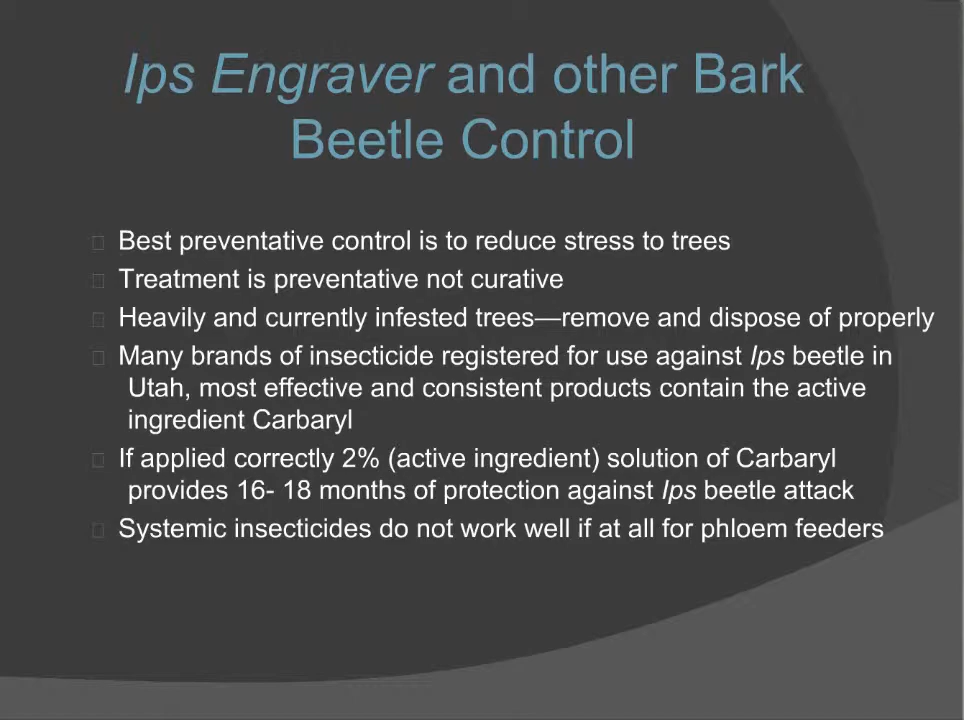 Ips Engraver and other Bark
Beetle Control
Best preventative control is to reduce stress to trees
Treatment is preventative not curative
Heavily and currently infested trees—remove and dispose of properly
Many brands of insecticide registered for use against Ips beetle in
Utah, most effective and consistent products contain the active
ingredient Carbaryl
If applied correctly 2% (active ingredient) solution of Carbaryl
provides 16- 18 months of protection against Ips beetle attack
Systemic insecticides do not work well if at all for phloem feeders